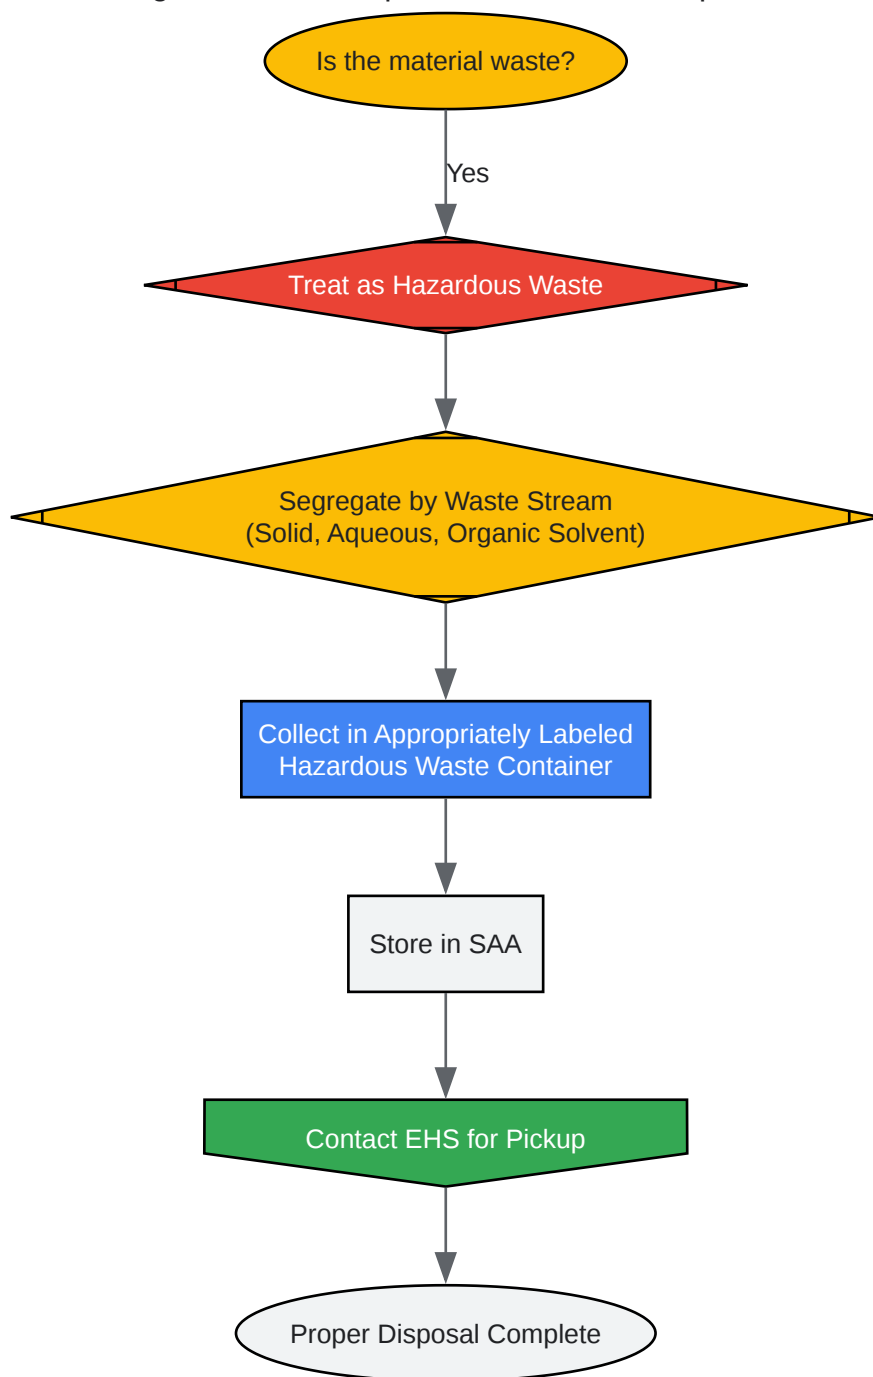 Is the material waste?
Yes
Treat as Hazardous Waste
Segregate by Waste Stream
(Solid, Aqueous, Organic Solvent)
Collect in Appropriately Labeled
Hazardous Waste Container
Store in SAA
Contact EHS for Pickup
Proper Disposal Complete